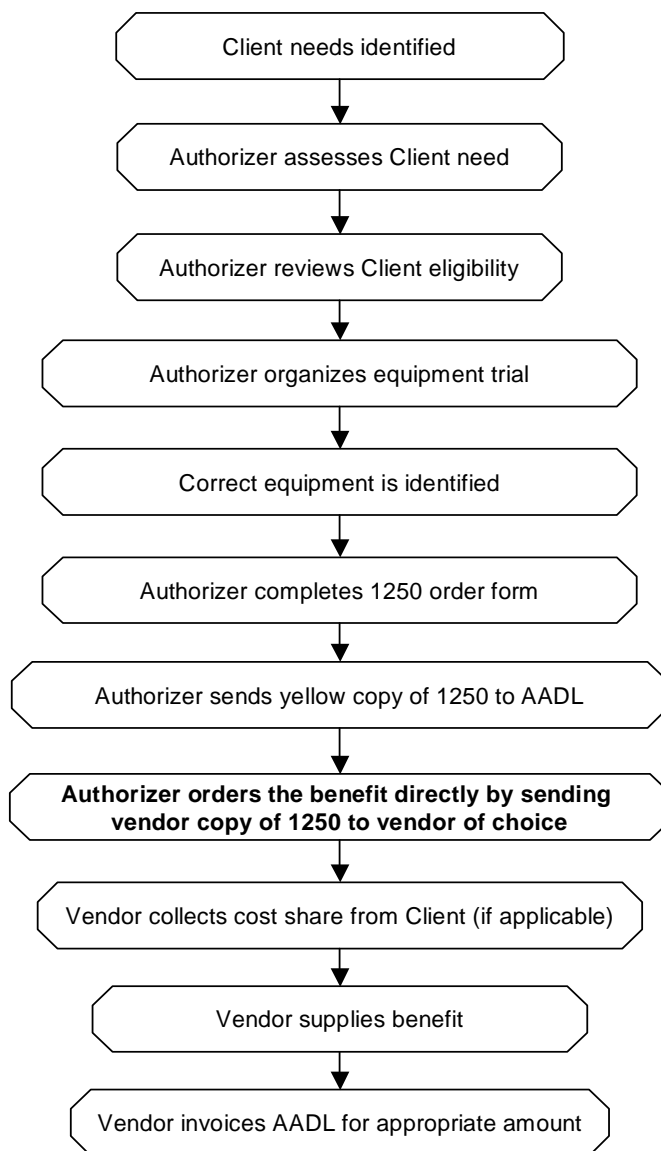 Client needs identified
Authorizer assesses Client need
Authorizer reviews Client eligibility
Authorizer organizes equipment trial
Correct equipment is identified
Authorizer completes 1250 order form
Authorizer sends yellow copy of 1250 to AADL
Authorizer orders the benefit directly by sending
vendor copy of 1250 to vendor of choice
Vendor collects cost share from Client (if applicable)
Vendor supplies benefit
Vendor invoices AADL for appropriate amount